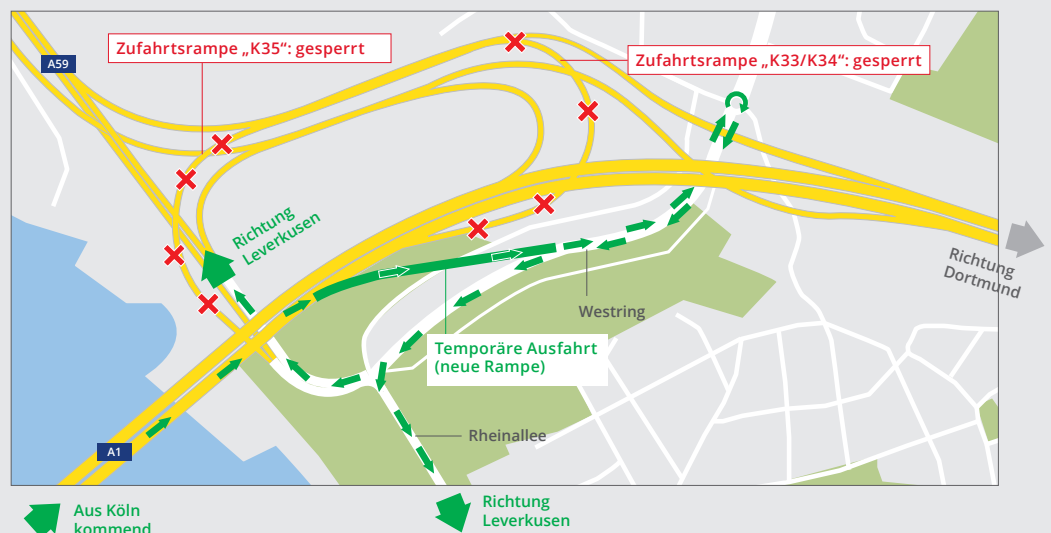 Zufahrtsrampe „K35“: gesperrt
Zufahrtsrampe „K33/K34“: gesperrt
A59
Richtung
Leverkusen
Richtung
Dortmund
Westring
Temporäre Ausfahrt
(neue Rampe)
Rheinallee
A1
Aus Köln
kommend
Richtung
Leverkusen